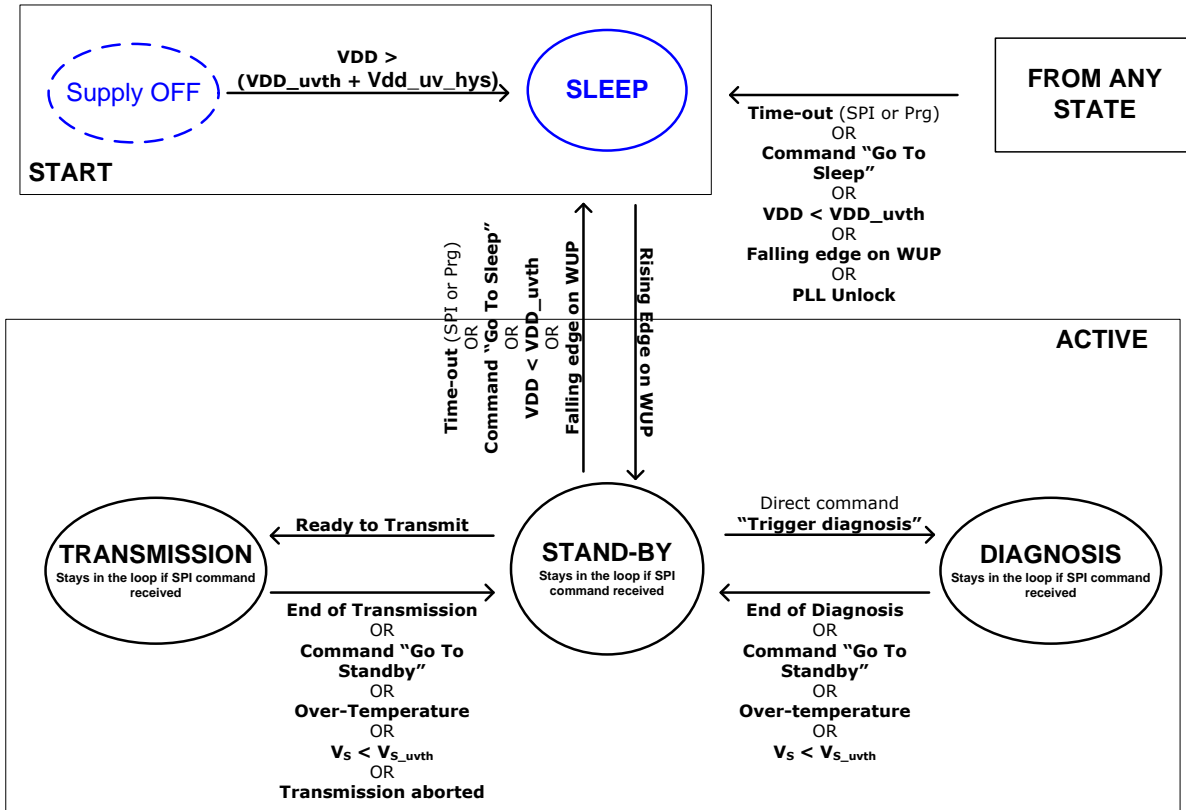 VDD >
(VDD_uvth + Vdd_uv_hys)
Supply OFF
SLEEP
START
FROM ANY
STATE
Time-out (SPI or Prg)
OR
Command “Go To
Sleep”
OR
VDD < VDD_uvth
OR
Falling edge on WUP
OR
PLL Unlock
Time-out (SPI or Prg)
OR
Command “Go To Sleep”
OR
VDD < VDD_uvth
OR
Falling edge on WUP
Rising Edge on WUP
ACTIVE
TRANSMISSION
Stays in the loop if SPI command
received
Ready to Transmit
End of Transmission
OR
Command “Go To
Standby”
OR
Over-Temperature
OR
VS < VS_uvth
OR
Transmission aborted
STAND-BY
Stays in the loop if SPI
command received
Direct command
“Trigger diagnosis”
End of Diagnosis
OR
Command “Go To
Standby”
OR
Over-temperature
OR
VS < VS_uvth
DIAGNOSIS
Stays in the loop if SPI command
received